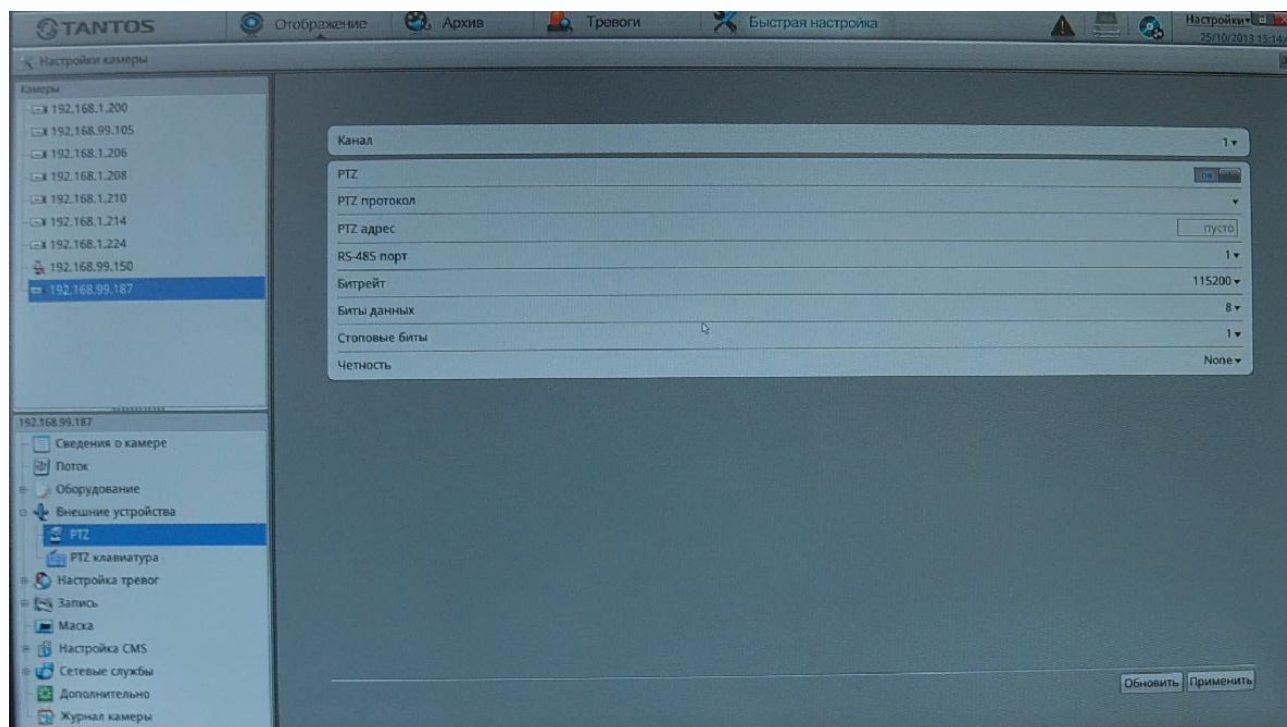 TANTOS
Отображение
Архив
Тревоги
Быстрая настройка
Настройки
25/10/2013 15:14
Настройки камеры
Камеры
192.168.1.200
192.168.99.105
192.168.1.206
192.168.1.208
192.168.1.210
192.168.1.214
192.168.1.224
192.168.99.150
192.168.99.187
Канал 1
PTZ ON
PTZ протокол
PTZ адрес пусто
RS-485 порт 1
Битрейт 115200
Биты данных 8
Стоповые биты 1
Четность None
192.168.99.187
Сведения о камере
Поток
Оборудование
Внешние устройства
PTZ
PTZ клавиатура
Настройка тревог
Запись
Маска
Настройка CMS
Сетевые службы
Дополнительно
Журнал камеры
Обновить Применить